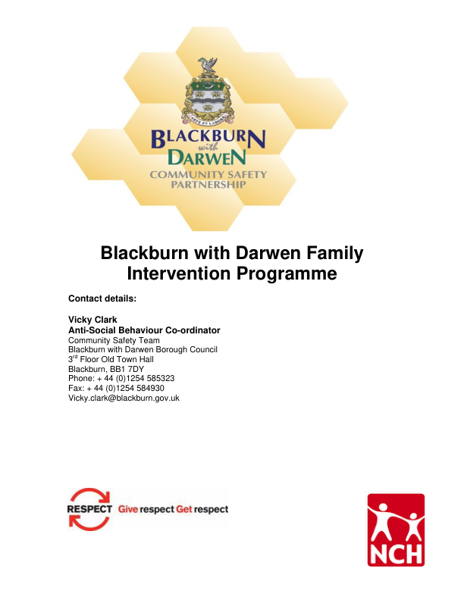 BLACKBURN
with
DARWEN
COMMUNITY SAFETY
PARTNERSHIP
Blackburn with Darwen Family
Intervention Programme
Contact details:
Vicky Clark
Anti-Social Behaviour Co-ordinator
Community Safety Team
Blackburn with Darwen Borough Council
3rd Floor Old Town Hall
Blackburn, BB1 7DY
Phone: + 44 (0)1254 585323
Fax: + 44 (0)1254 584930
Vicky.clark@blackburn.gov.uk
RESPECT Give respect Get respect
NCH